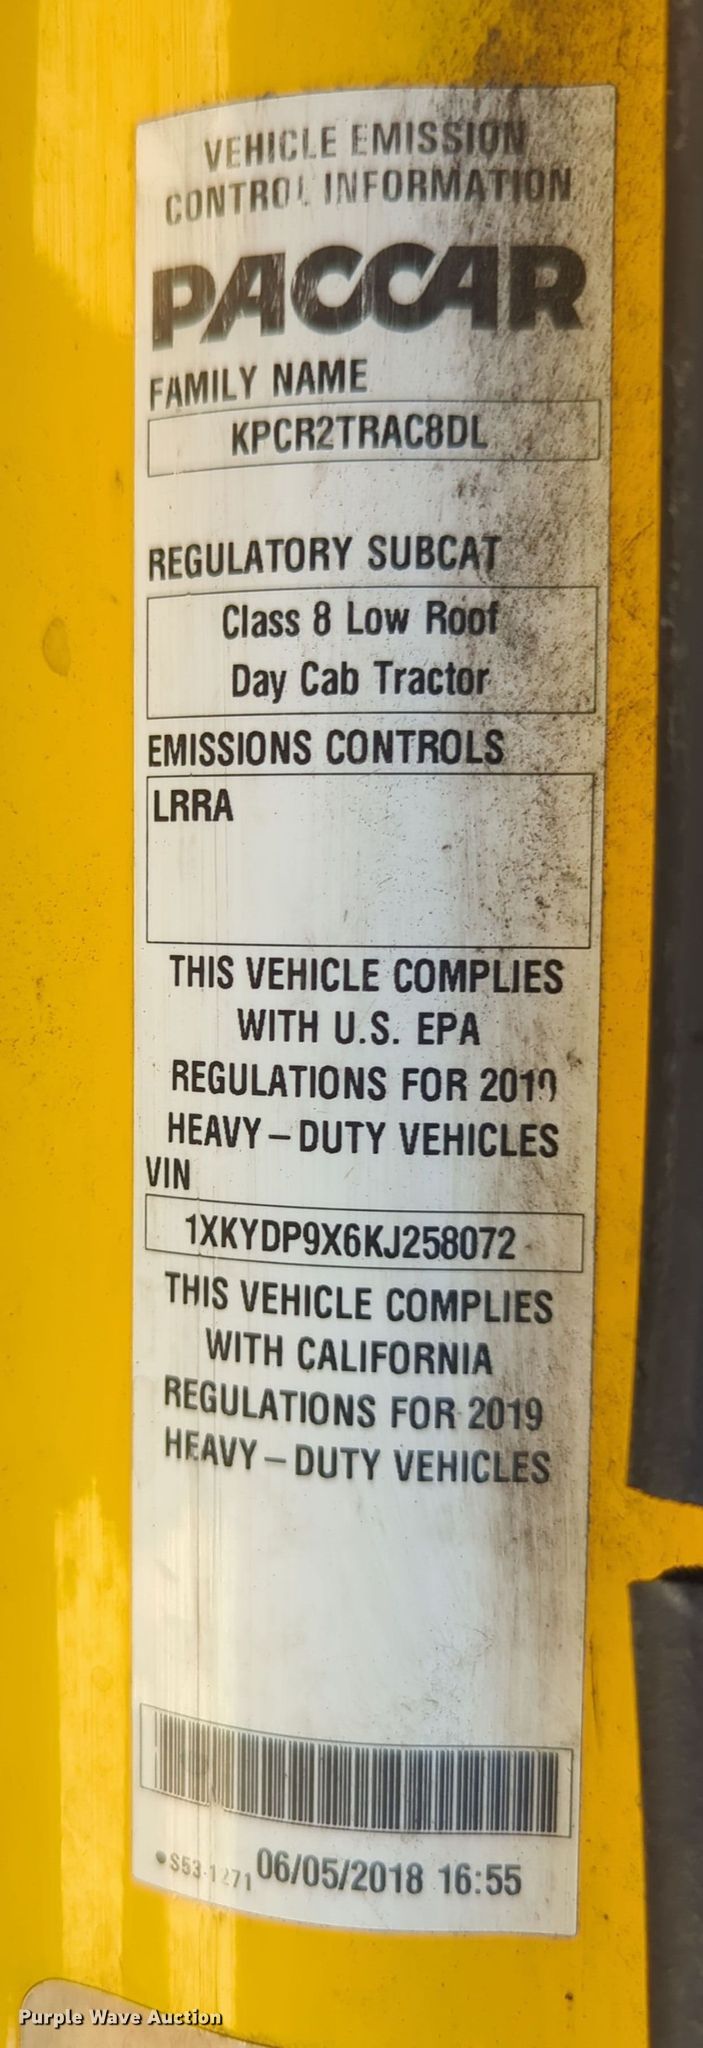 VEHICLE EMISSION
CONTROL INFORMATION
PACCAR
FAMILY NAME
KPCR2TRAC8DL
REGULATORY SUBCAT
Class 8 Low Roof
Day Cab Tractor
EMISSIONS CONTROLS
LRRA
THIS VEHICLE COMPLIES
WITH U.S. EPA
REGULATIONS FOR 2019
HEAVY-DUTY VEHICLES
VIN
1XKYDP9X6KJ258072
THIS VEHICLE COMPLIES
WITH CALIFORNIA
REGULATIONS FOR 2019
HEAVY-DUTY VEHICLES
•S53-1271 06/05/2018 16:55
Purple Wave Auction